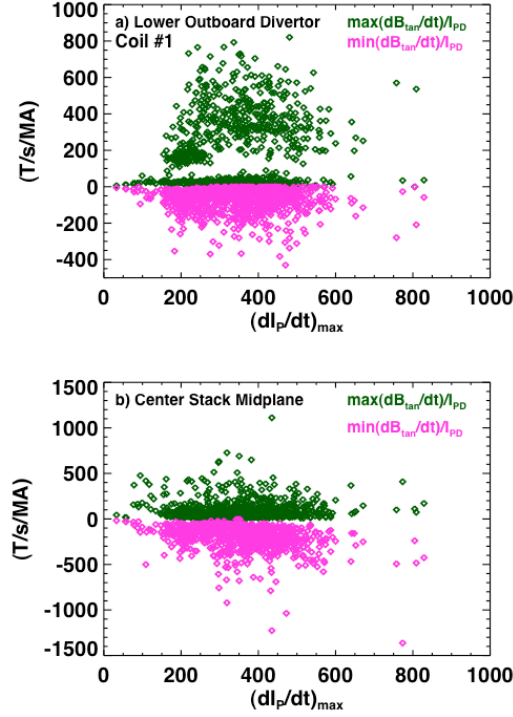 a) Lower Outboard Divertor
Coil #1
max(dB_tan/dt)/I_PD
min(dB_tan/dt)/I_PD
(T/s/MA)
1000
800
600
400
200
0
-200
-400
0 200 400 600 800 1000
(dI_P/dt)_max
b) Center Stack Midplane
max(dB_tan/dt)/I_PD
min(dB_tan/dt)/I_PD
(T/s/MA)
1500
1000
500
0
-500
-1000
-1500
0 200 400 600 800 1000
(dI_P/dt)_max